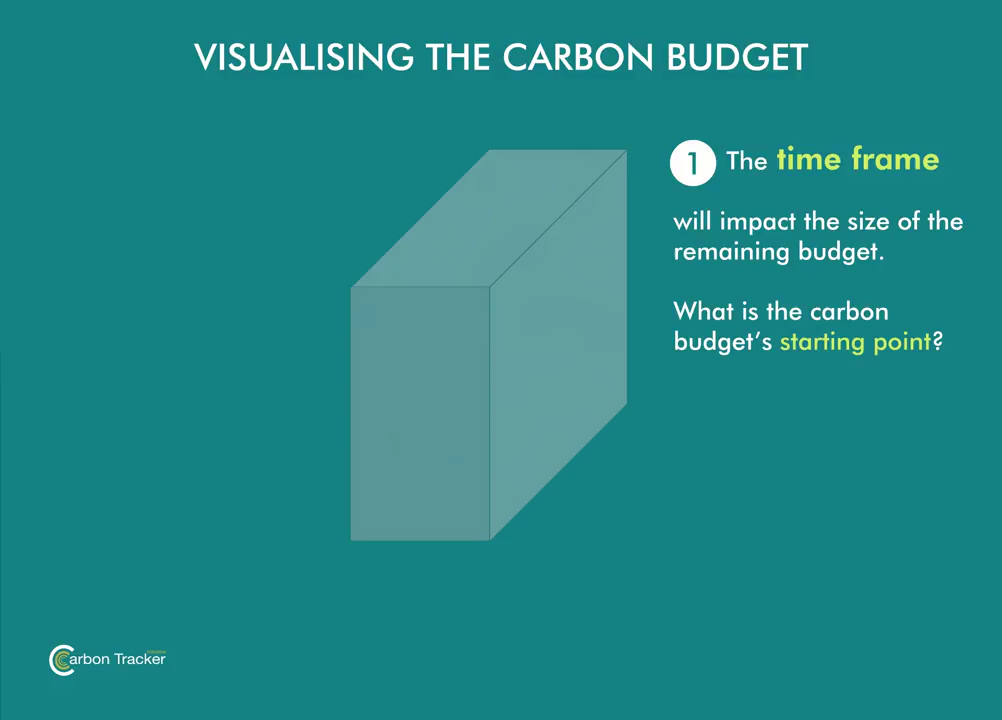 VISUALISING THE CARBON BUDGET
1 The time frame
will impact the size of the
remaining budget.
What is the carbon
budget's starting point?
Carbon Tracker